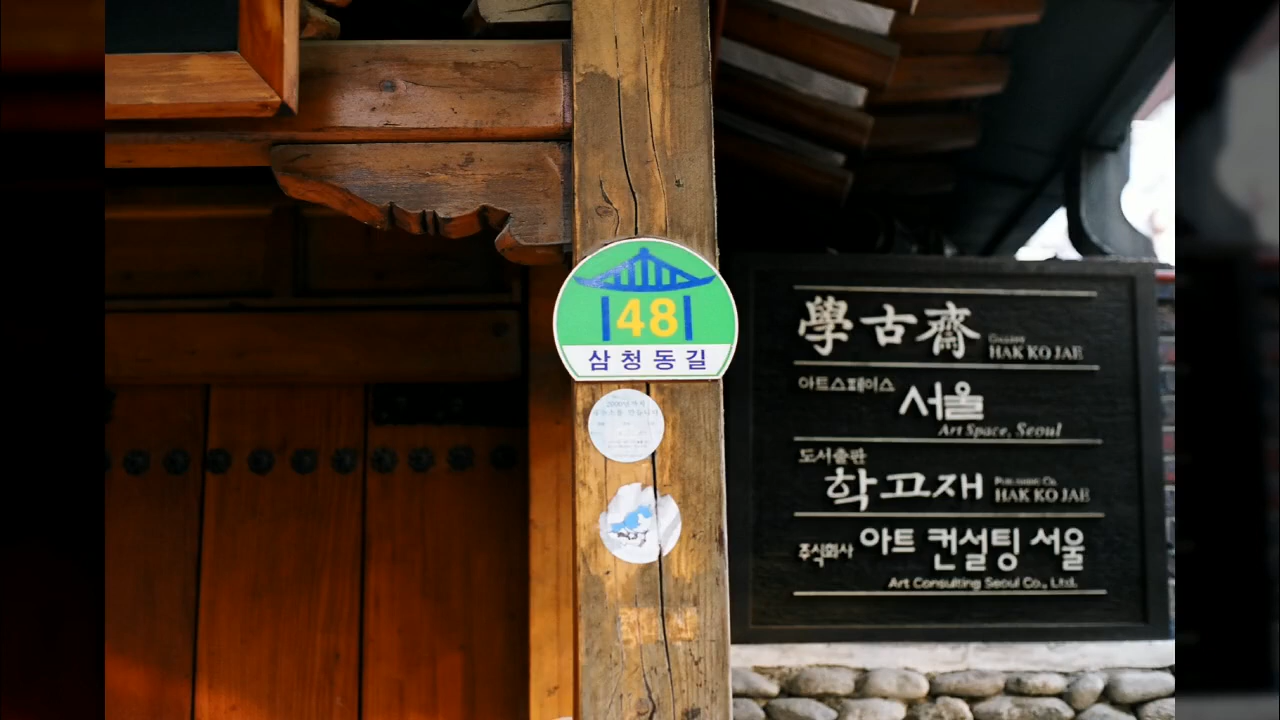 48
삼청동길
學古齋
HAK KO JAE
아트스페이스
서울
Art Space, Seoul
도서출판
학고재
HAK KO JAE
주식회사 아트 컨설팅 서울
Art Consulting Seoul Co., Ltd.